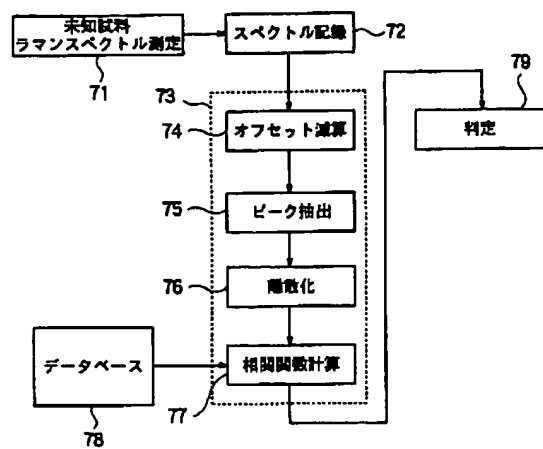 未知試料
ラマンスペクトル測定
71
スペクトル記録
72
73
74
オフセット減算
75
ピーク抽出
76
離散化
データベース
78
相関関数計算
77
79
判定